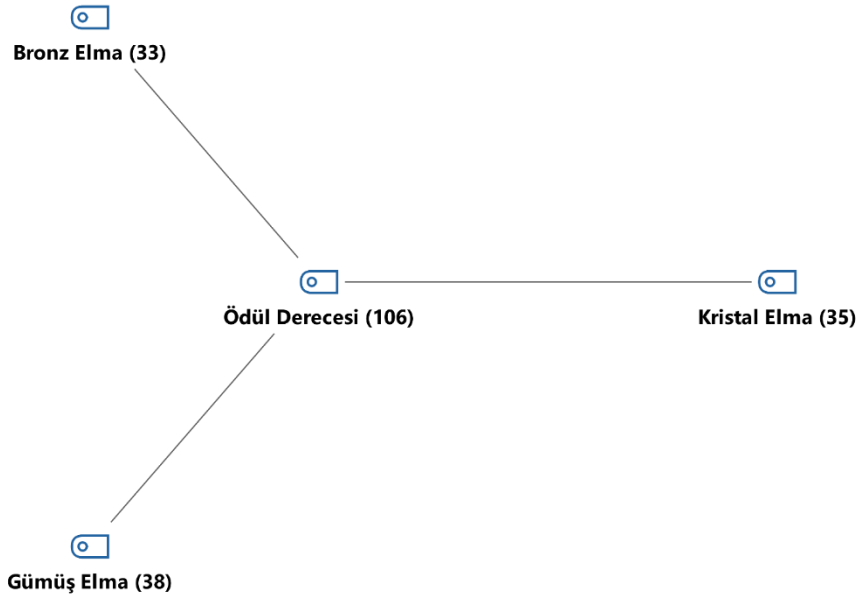 Bronz Elma (33)
Ödül Derecesi (106)
Kristal Elma (35)
Gümüş Elma (38)